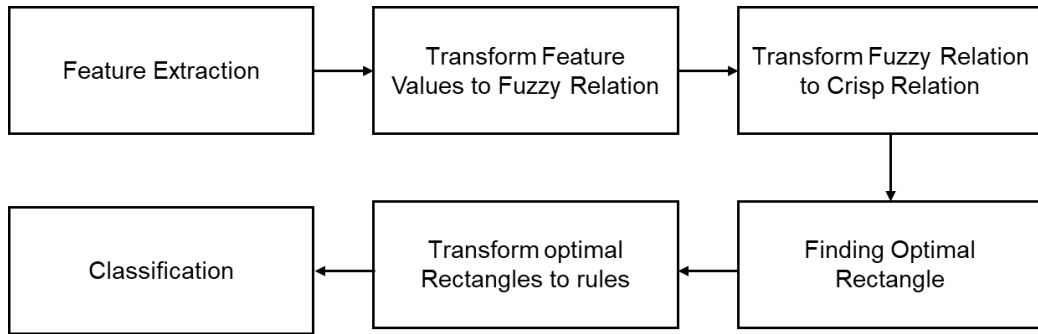 Feature Extraction
Transform Feature
Values to Fuzzy Relation
Transform Fuzzy Relation
to Crisp Relation
Finding Optimal
Rectangle
Transform optimal
Rectangles to rules
Classification